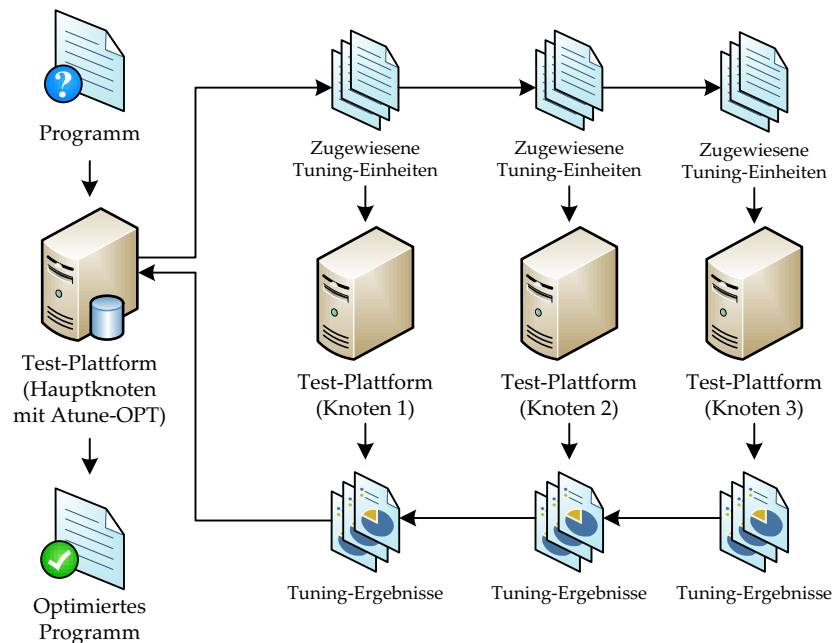 Programm
Zugewiesene
Tuning-Einheiten
Zugewiesene
Tuning-Einheiten
Zugewiesene
Tuning-Einheiten
Test-Plattform
(Hauptknoten
mit Atune-OPT)
Test-Plattform
(Knoten 1)
Test-Plattform
(Knoten 2)
Test-Plattform
(Knoten 3)
Optimiertes
Programm
Tuning-Ergebnisse
Tuning-Ergebnisse
Tuning-Ergebnisse